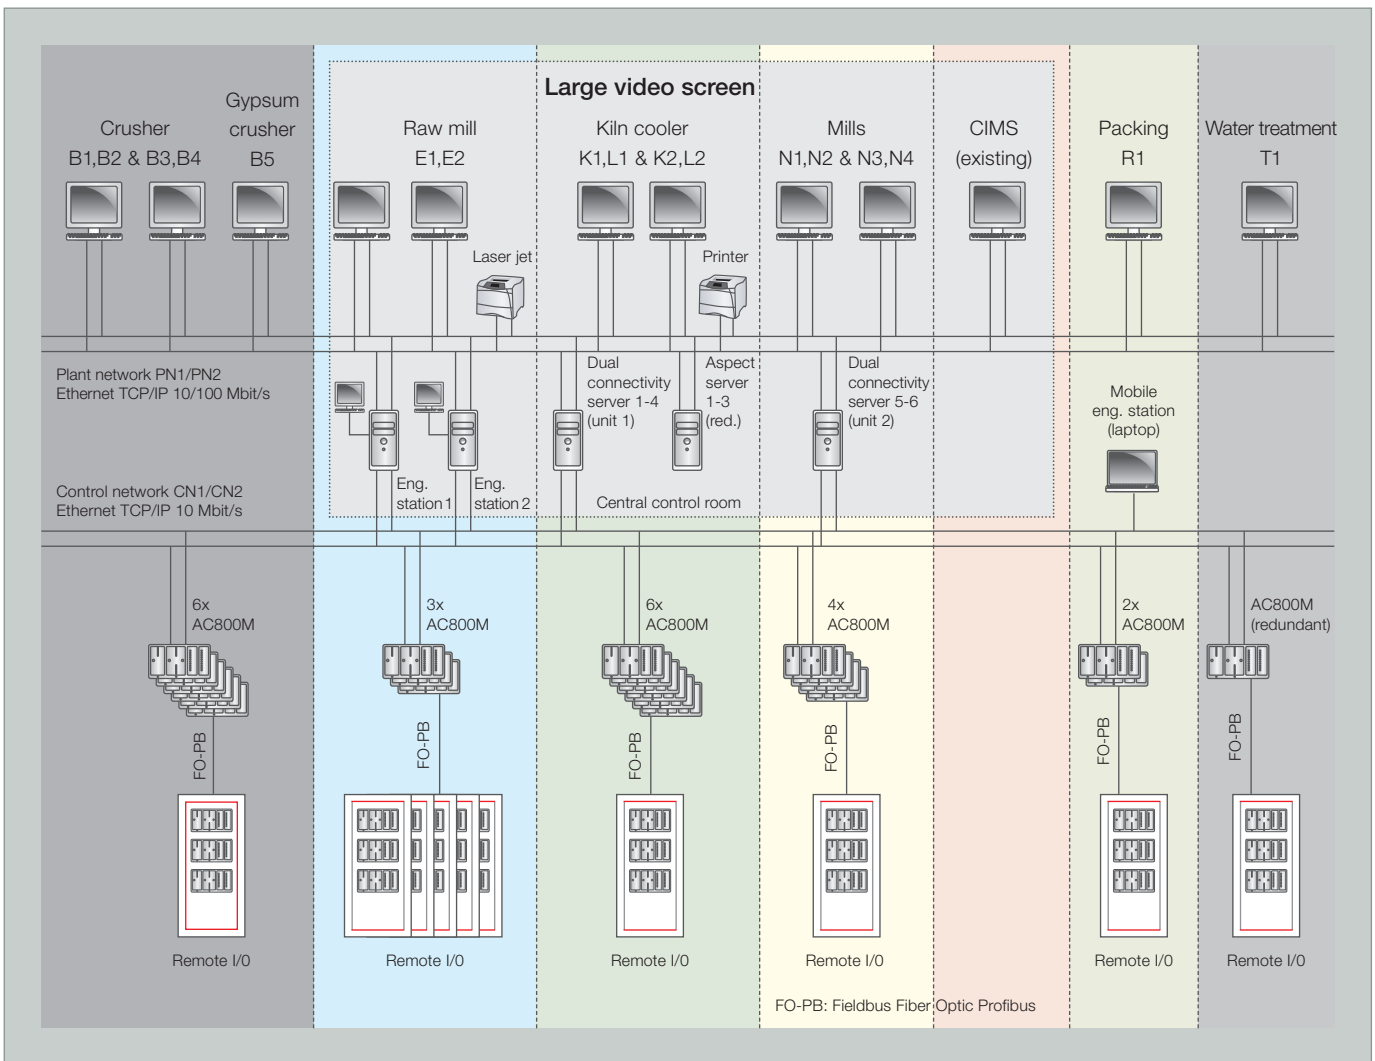 Large video screen
Crusher
B1,B2 & B3,B4
Gypsum
crusher
B5
Raw mill
E1,E2
Kiln cooler
K1,L1 & K2,L2
Mills
N1,N2 & N3,N4
CIMS
(existing)
Packing
R1
Water treatment
T1
Laser jet
Printer
Plant network PN1/PN2
Ethernet TCP/IP 10/100 Mbit/s
Dual
connectivity
server 1-4
(unit 1)
Aspect
server
1-3
(red.)
Dual
connectivity
server 5-6
(unit 2)
Mobile
eng. station
(laptop)
Control network CN1/CN2
Ethernet TCP/IP 10 Mbit/s
Eng.
station 1
Eng.
station 2
Central control room
6x
AC800M
3x
AC800M
6x
AC800M
4x
AC800M
2x
AC800M
AC800M
(redundant)
FO-PB
FO-PB
FO-PB
FO-PB
FO-PB
FO-PB
Remote I/0
Remote I/0
Remote I/0
Remote I/0
Remote I/0
Remote I/0
FO-PB: Fieldbus Fiber Optic Profibus